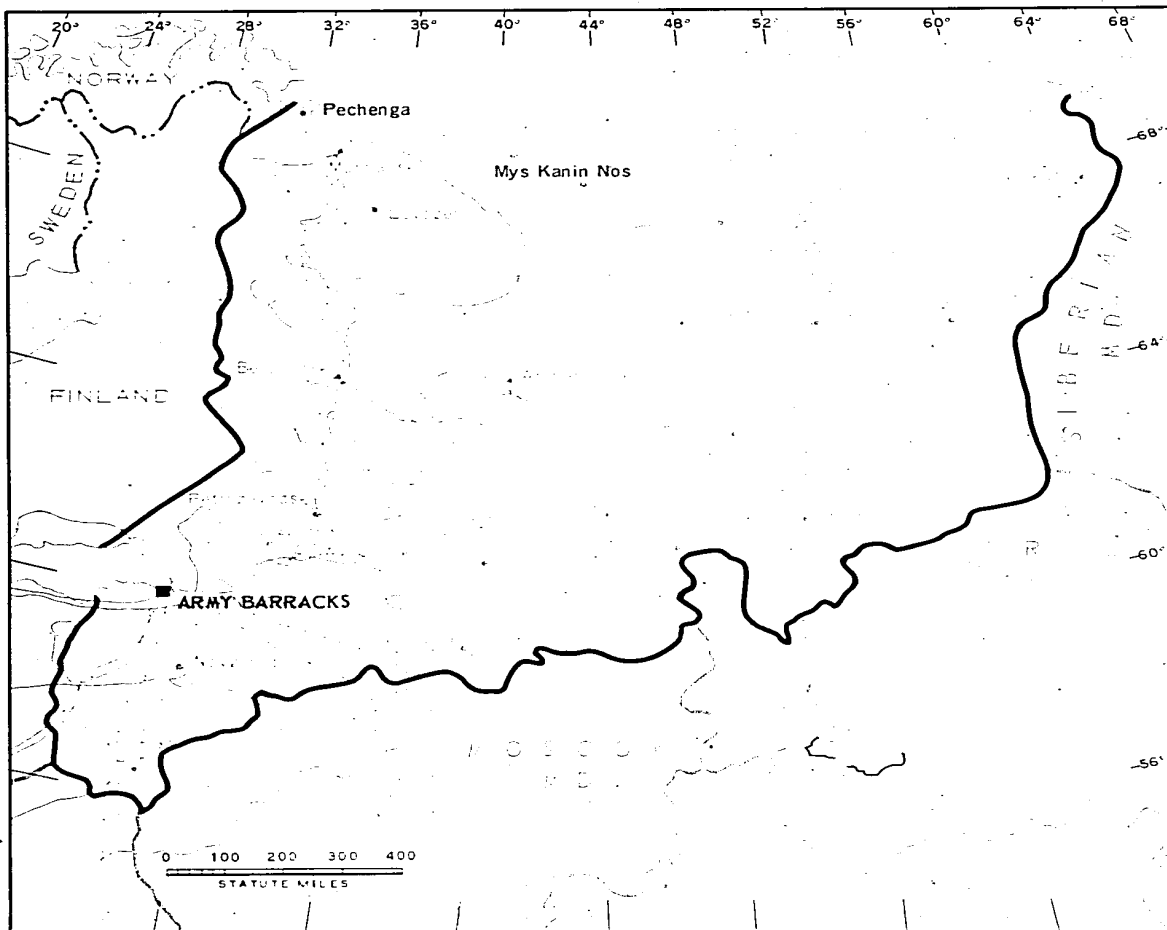 20° 24° 28° 32° 36° 40° 44° 48° 52° 56° 60° 64° 68°
NORWAY
Pechenga
68°
Mys Kanin Nos
SWEDEN
SIBERIAN
M.D.
64°
FINLAND
60°
ARMY BARRACKS
M.D.
56°
0 100 200 300 400
STATUTE MILES